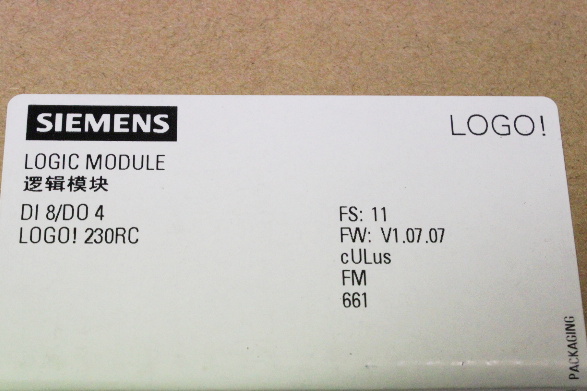 SIEMENS
LOGO!
LOGIC MODULE
逻辑模块
DI 8/DO 4
LOGO! 230RC
FS: 11
FW: V1.07.07
cULus
FM
661
PACKAGING